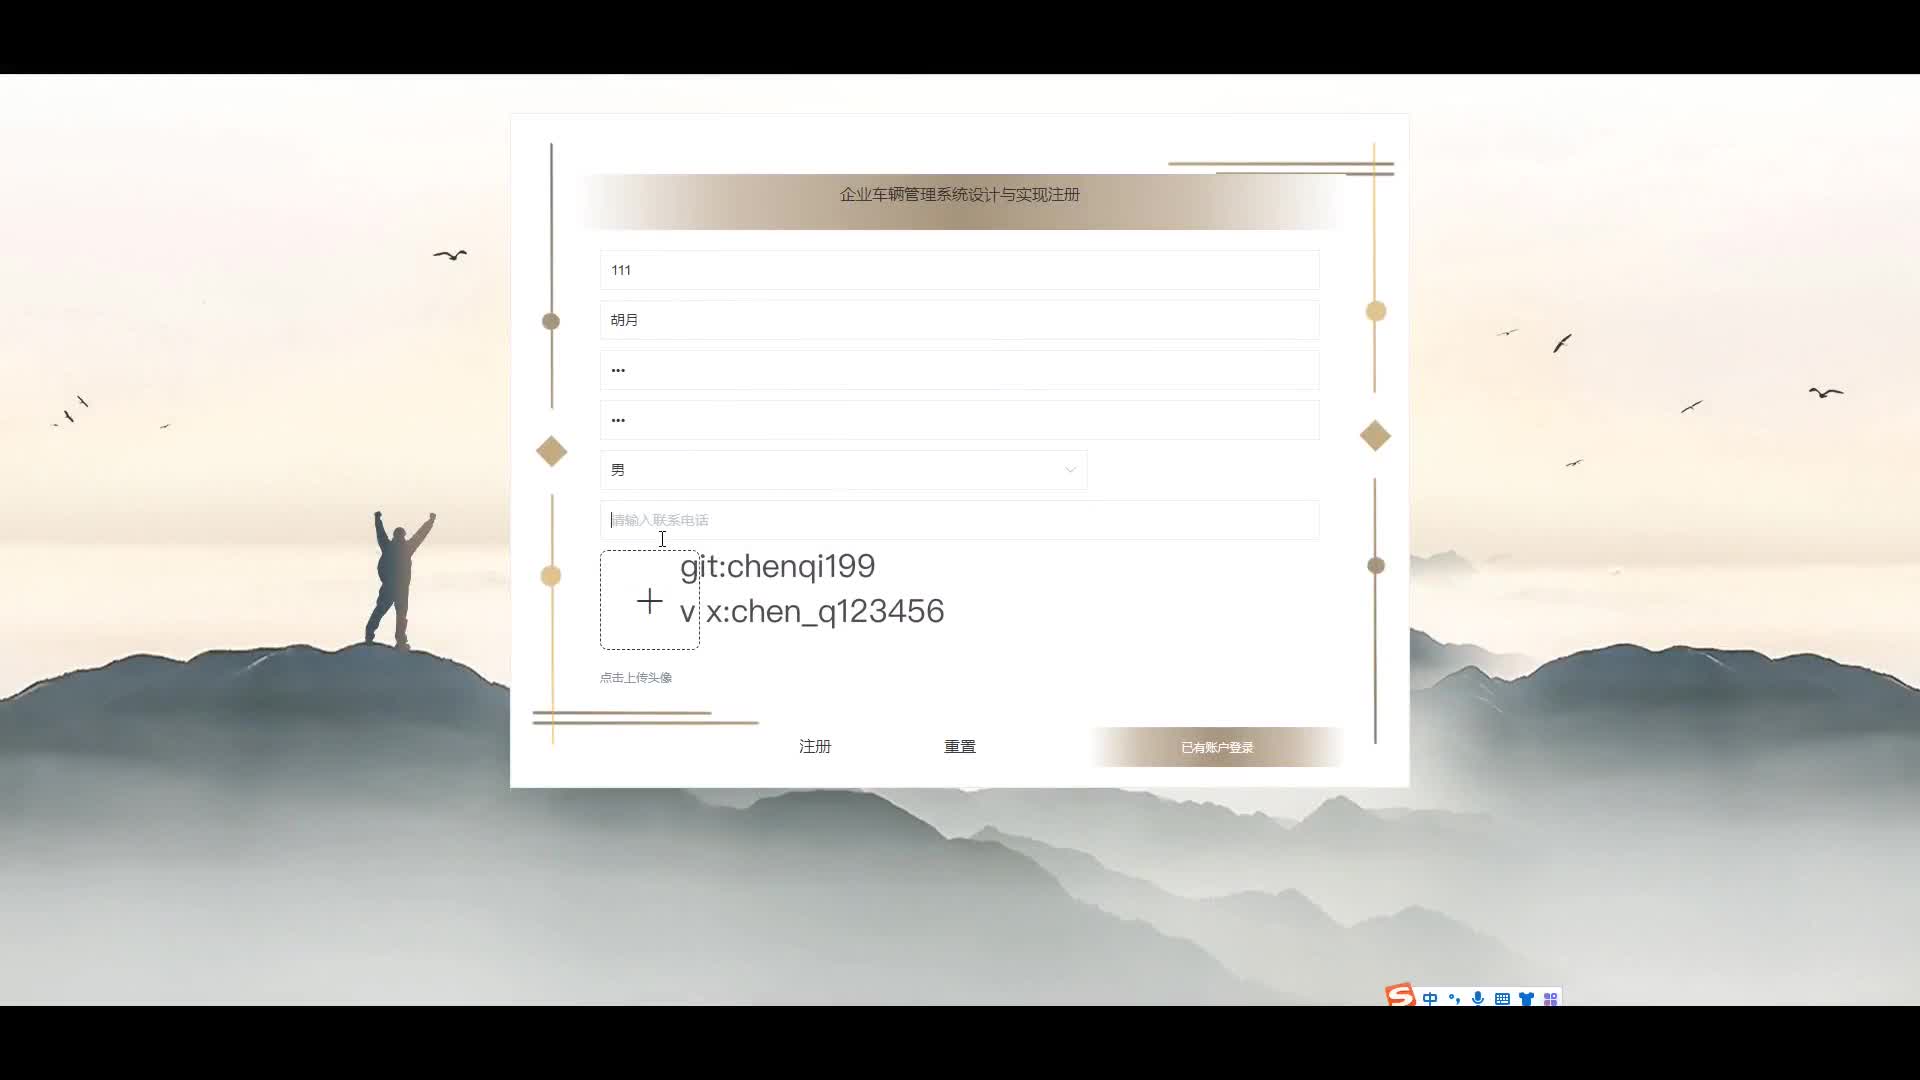 企业车辆管理系统设计与实现注册
111
胡月
•••
•••
男
请输入联系电话
git:chenqi199
v x:chen_q123456
点击上传头像
注册
重置
已有账户登录
中